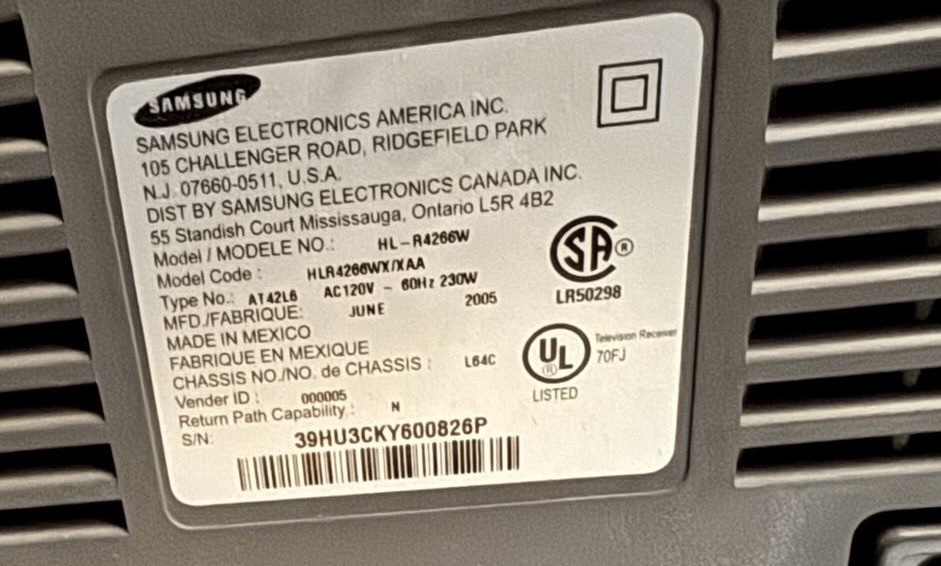 SAMSUNG
SAMSUNG ELECTRONICS AMERICA INC.
105 CHALLENGER ROAD, RIDGEFIELD PARK
N.J. 07660-0511, U.S.A.
DIST BY SAMSUNG ELECTRONICS CANADA INC.
55 Standish Court Mississauga, Ontario L5R 4B2
Model / MODELE NO.: HL-R4266W
Model Code : HLR4266WX/XAA
Type No.: AT42L6 AC120V ~ 60Hz 230W
MFD./FABRIQUE: JUNE 2005
MADE IN MEXICO
FABRIQUE EN MEXIQUE
CHASSIS NO./NO. de CHASSIS : L64C
Vender ID : 000005
Return Path Capability : N
S/N: 39HU3CKY600826P
SA ®
LR50298
UL ®
Television Receiver
70FJ
LISTED